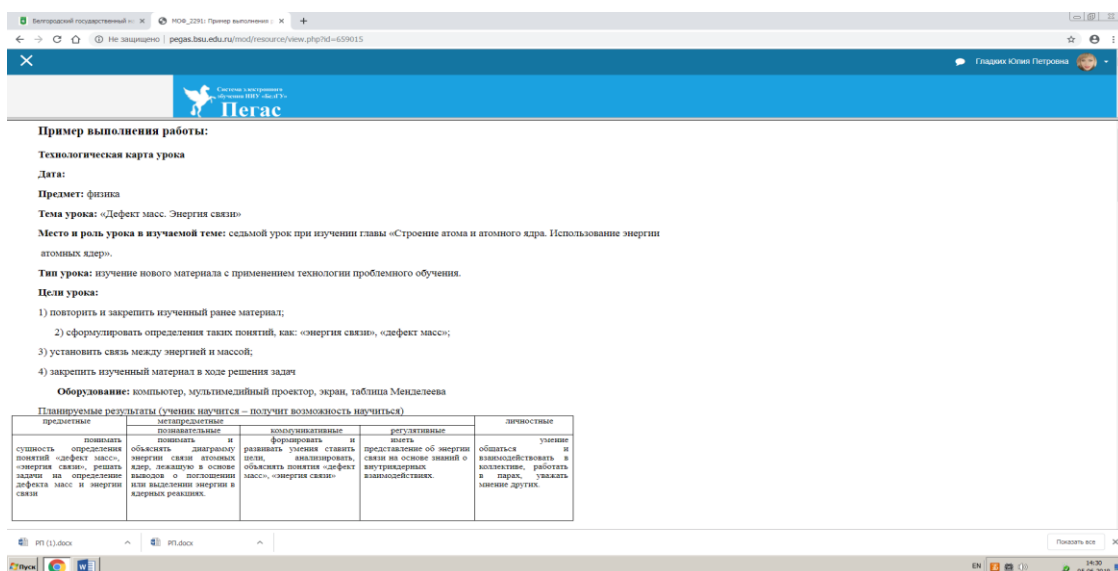 Белгородский государственный
МОФ_2291: Пример выполнения
Не защищено | pegas.bsu.edu.ru/mod/resource/view.php?id=659015
Гладких Юлия Петровна
Система электронного
обучения НИУ «БелГУ»
Пегас
Пример выполнения работы:
Технологическая карта урока
Дата:
Предмет: физика
Тема урока: «Дефект масс. Энергия связи»
Место и роль урока в изучаемой теме: седьмой урок при изучении главы «Строение атома и атомного ядра. Использование энергии
атомных ядер».
Тип урока: изучение нового материала с применением технологии проблемного обучения.
Цели урока:
1) повторить и закрепить изученный ранее материал;
2) сформулировать определения таких понятий, как: «энергия связи», «дефект масс»;
3) установить связь между энергией и массой;
4) закрепить изученный материал в ходе решения задач
Оборудование: компьютер, мультимедийный проектор, экран, таблица Менделеева
Планируемые результаты (ученик научится – получит возможность научиться)
предметные
метапредметные
личностные
познавательные
коммуникативные
регулятивные
понимать
сущность определения
понятий «дефект масс»,
«энергия связи», решать
задачи на определение
дефекта масс и энергии
связи
понимать и
объяснять диаграмму
энергии связи атомных
ядер, лежащую в основе
выводов о поглощении
или выделении энергии в
ядерных реакциях.
формировать и
развивать умения ставить
цели, анализировать,
объяснять понятия «дефект
масс», «энергия связи»
иметь
представление об энергии
связи на основе знаний о
внутриядерных
взаимодействиях.
умение
общаться и
взаимодействовать в
коллективе, работать
в парах, уважать
мнение других.
РП (1).docx
РП.docx
Показать все
Пуск
EN
14:30